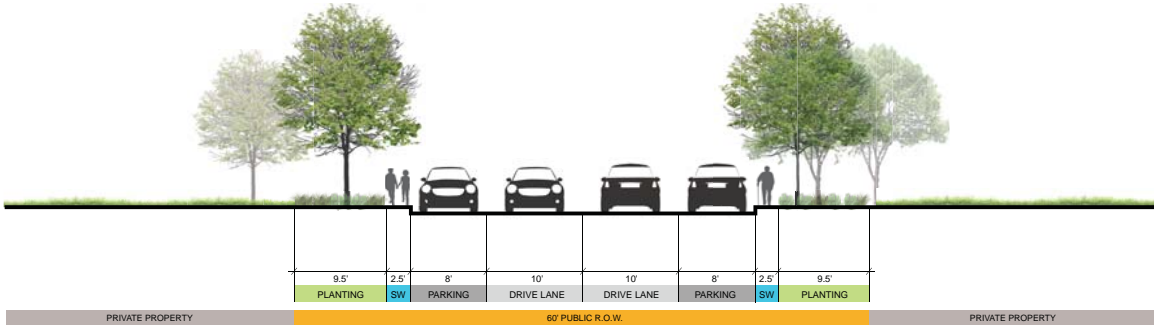 9.5' 2.5' 8' 10' 10' 8' 2.5' 9.5'
PLANTING SW PARKING DRIVE LANE DRIVE LANE PARKING SW PLANTING
PRIVATE PROPERTY 60' PUBLIC R.O.W. PRIVATE PROPERTY